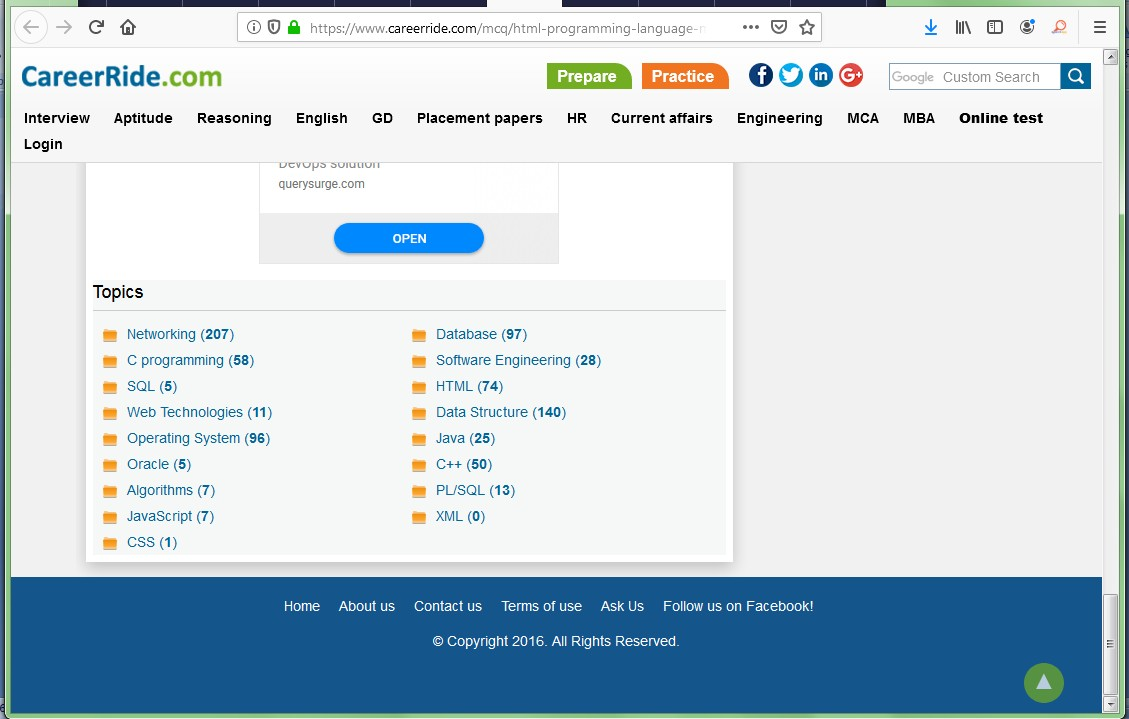 https://www.careerride.com/mcq/html-programming-language-
CareerRide.com
Prepare Practice
Google Custom Search
Interview Aptitude Reasoning English GD Placement papers HR Current affairs Engineering MCA MBA Online test
Login
DevOps solution
querysurge.com
OPEN
Topics
Networking (207) Database (97)
C programming (58) Software Engineering (28)
SQL (5) HTML (74)
Web Technologies (11) Data Structure (140)
Operating System (96) Java (25)
Oracle (5) C++ (50)
Algorithms (7) PL/SQL (13)
JavaScript (7) XML (0)
CSS (1)
Home About us Contact us Terms of use Ask Us Follow us on Facebook!
© Copyright 2016. All Rights Reserved.